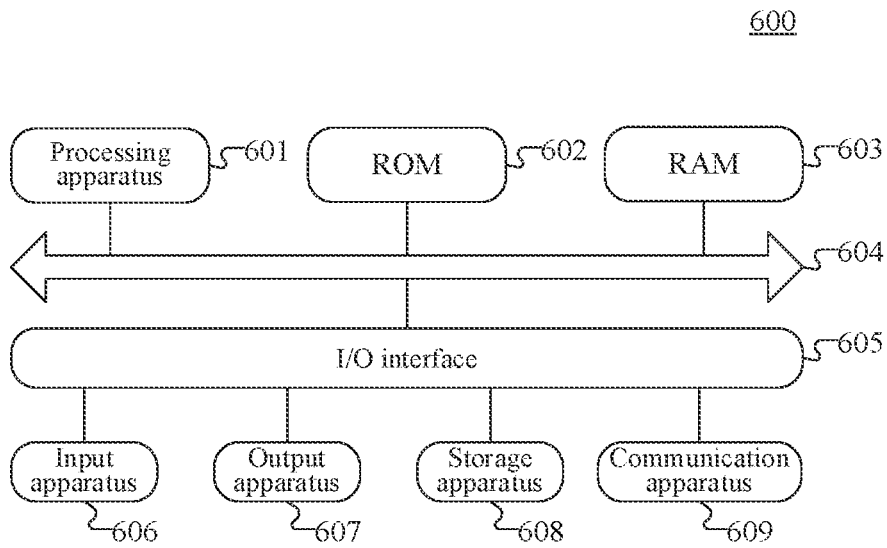 600
Processing
apparatus
601
ROM
602
RAM
603
604
I/O interface
605
Input
apparatus
606
Output
apparatus
607
Storage
apparatus
608
Communication
apparatus
609